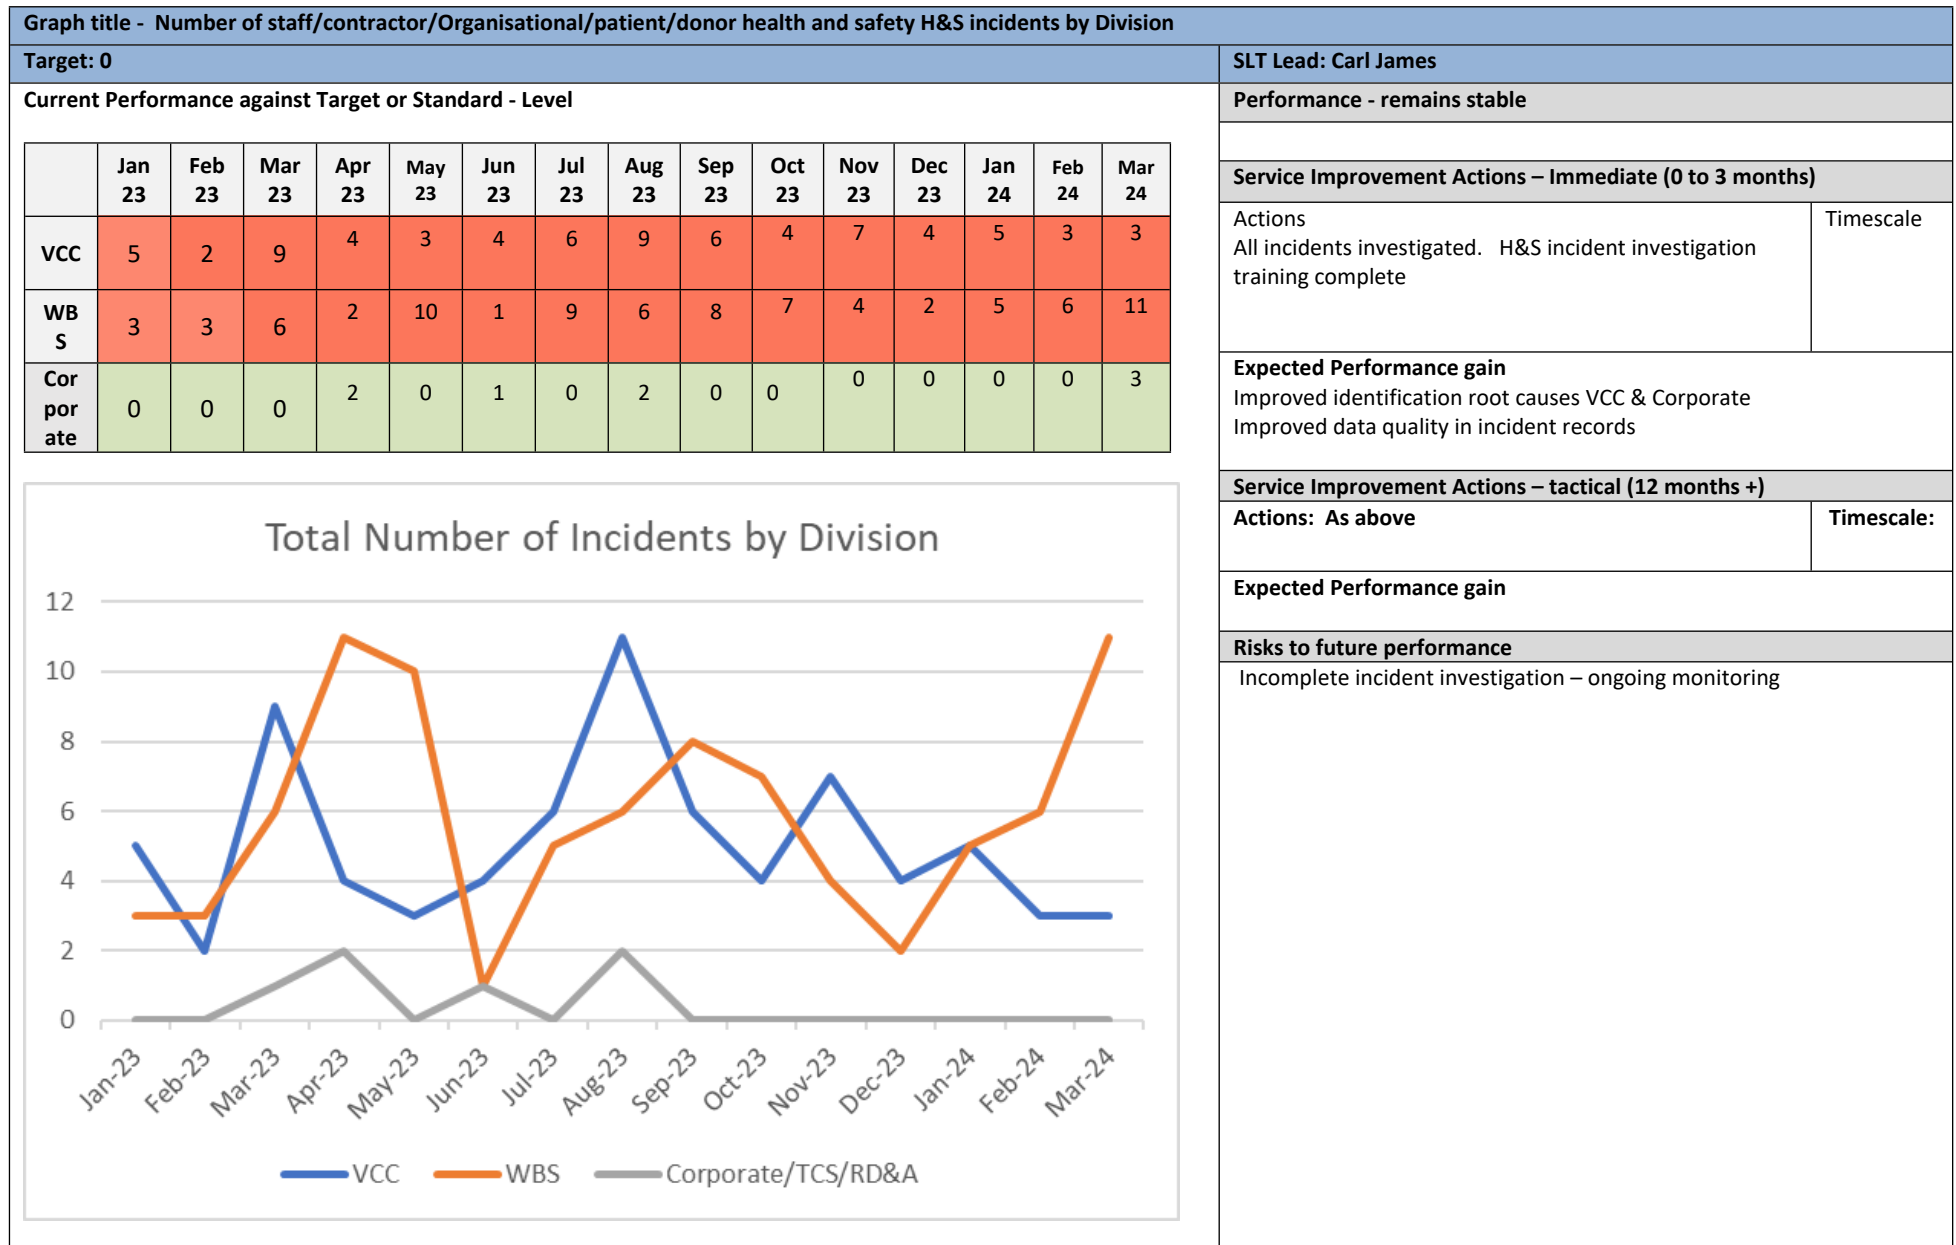 Graph title -  Number of staff/contractor/Organisational/patient/donor health and safety H&S incidents by Division
Target: 0
SLT Lead: Carl James
Current Performance against Target or Standard - Level
Jan 23 Feb 23 Mar 23 Apr 23 May 23 Jun 23 Jul 23 Aug 23 Sep 23 Oct 23 Nov 23 Dec 23 Jan 24 Feb 24 Mar 24
VCC 5 2 9 4 3 4 6 9 6 4 7 4 5 3 3
WB S 3 3 6 2 10 1 9 6 8 7 4 2 5 6 11
Cor por ate 0 0 0 2 0 1 0 2 0 0 0 0 0 0 3
Total Number of Incidents by Division
12
10
8
6
4
2
0
Jan-23 Feb-23 Mar-23 Apr-23 May-23 Jun-23 Jul-23 Aug-23 Sep-23 Oct-23 Nov-23 Dec-23 Jan-24 Feb-24 Mar-24
VCC WBS Corporate/TCS/RD&A
Performance - remains stable
Service Improvement Actions – Immediate (0 to 3 months)
Actions
Timescale
All incidents investigated.   H&S incident investigation
training complete
Expected Performance gain
Improved identification root causes VCC & Corporate
Improved data quality in incident records
Service Improvement Actions – tactical (12 months +)
Actions:  As above
Timescale:
Expected Performance gain
Risks to future performance
Incomplete incident investigation – ongoing monitoring